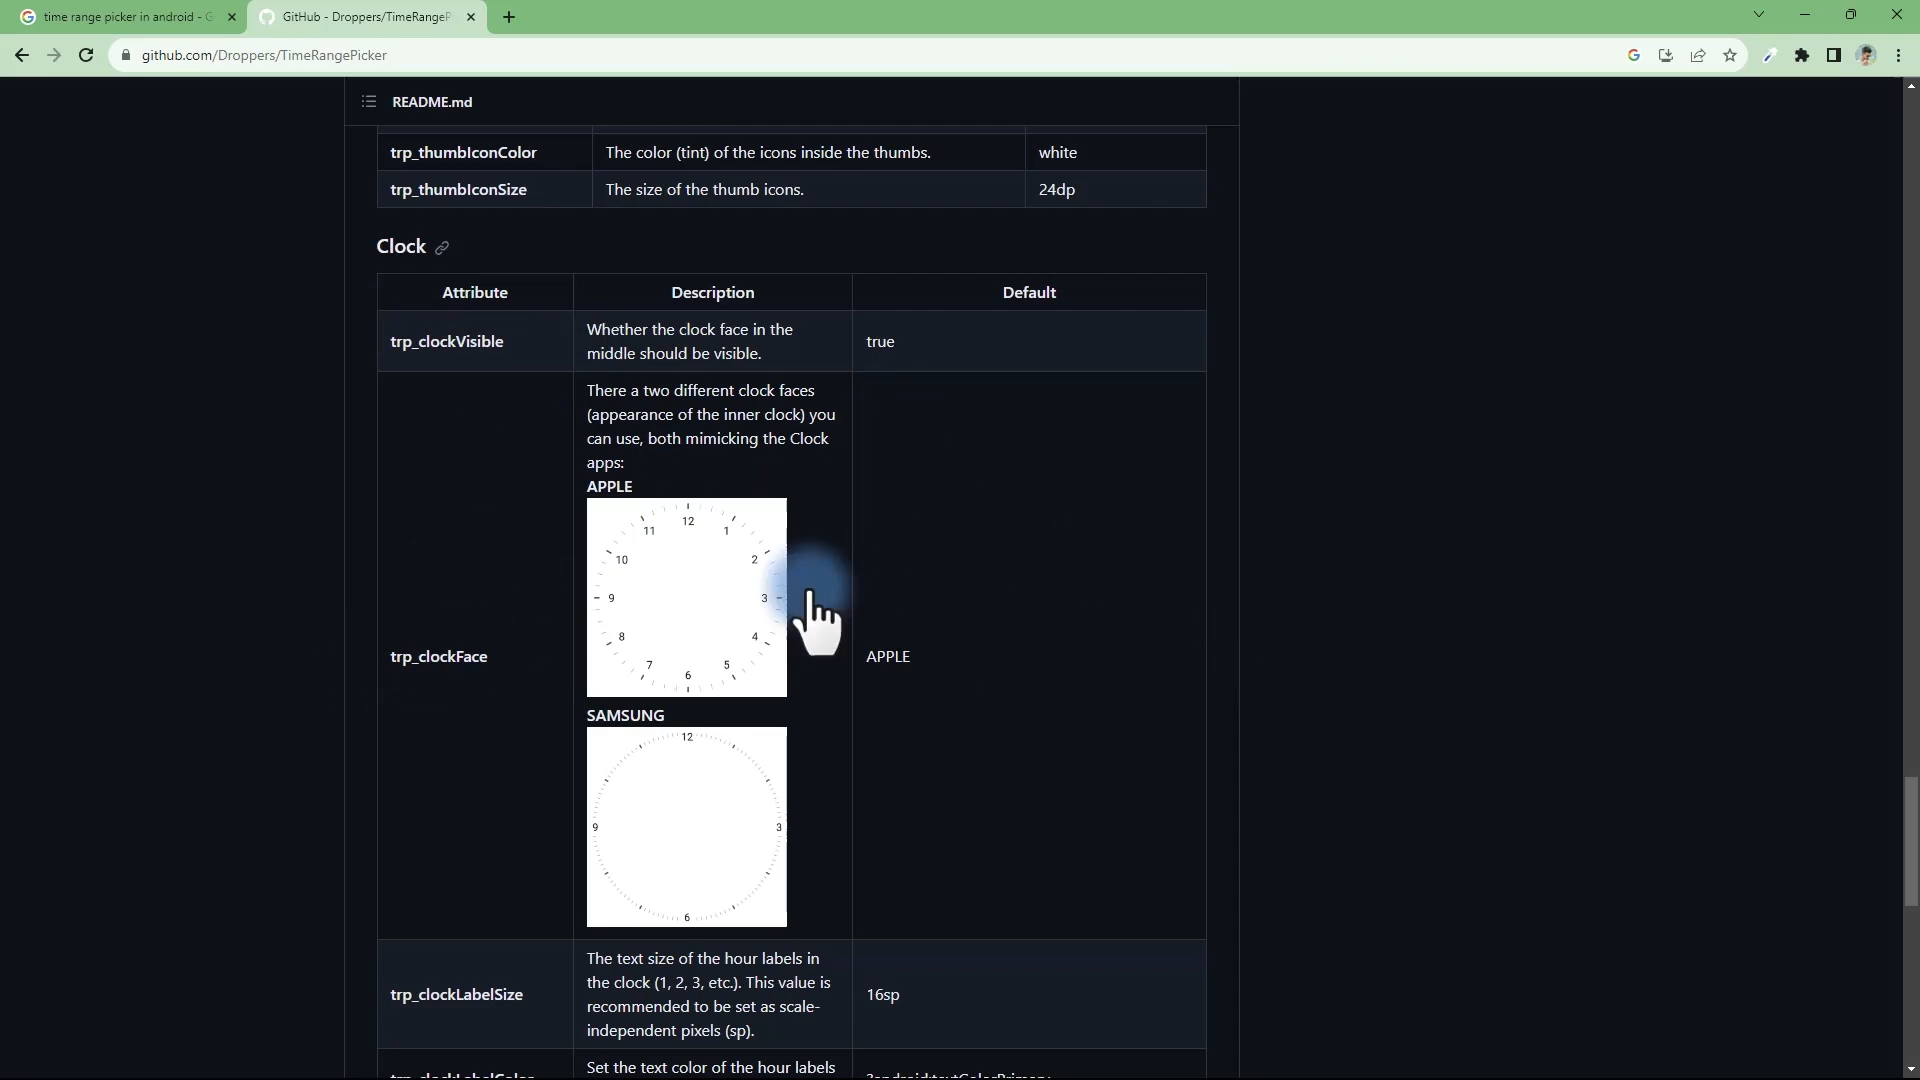 time range picker in android - G
GitHub - Droppers/TimeRangeP
github.com/Droppers/TimeRangePicker
README.md
trp_thumbIconColor The color (tint) of the icons inside the thumbs. white
trp_thumbIconSize The size of the thumb icons. 24dp
Clock
Attribute Description Default
trp_clockVisible
Whether the clock face in the
middle should be visible.
true
trp_clockFace
There a two different clock faces
(appearance of the inner clock) you
can use, both mimicking the Clock
apps:
APPLE
12
11 1
10 2
9 3
8 4
7 5
6
SAMSUNG
12
9 3
6
APPLE
trp_clockLabelSize
The text size of the hour labels in
the clock (1, 2, 3, etc.). This value is
recommended to be set as scale-
independent pixels (sp).
16sp
trp_clockLabelColor
Set the text color of the hour labels
?android:textColorPrimary